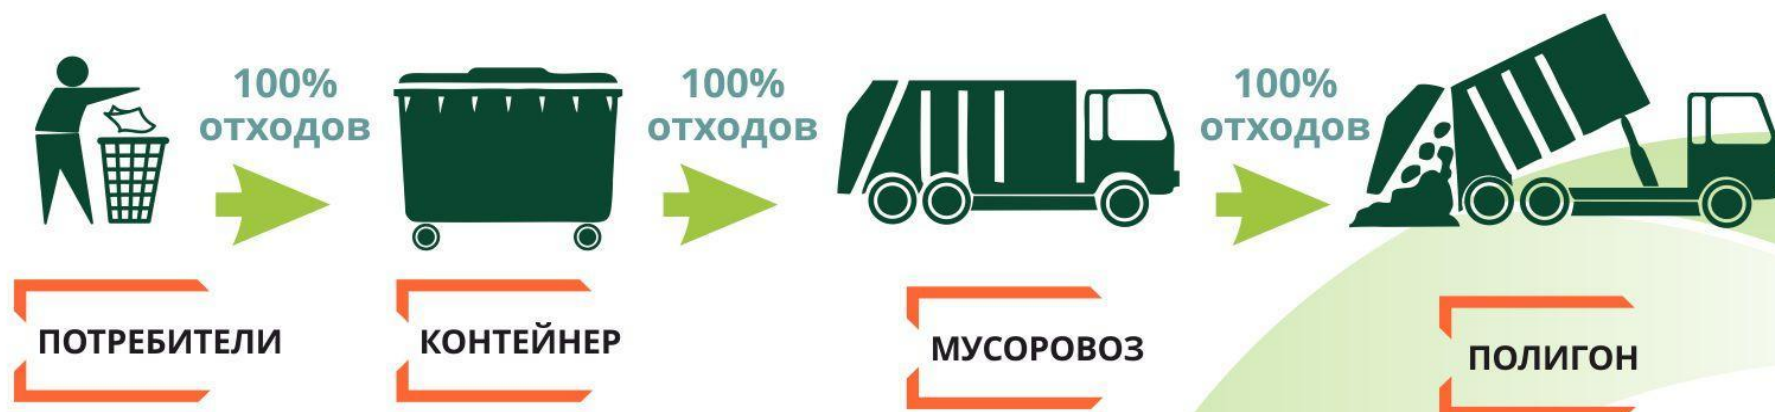 100%
отходов
100%
отходов
100%
отходов
ПОТРЕБИТЕЛИ
КОНТЕЙНЕР
МУСОРОВОЗ
ПОЛИГОН